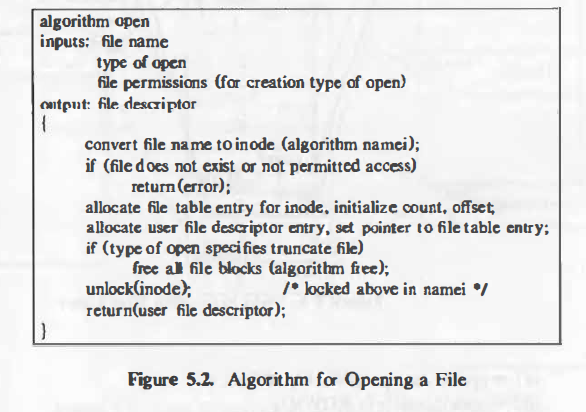 algorithm open
inputs: file name
type of open
file permissions (for creation type of open)
output: file descriptor
{
convert file name to inode (algorithm namei);
if (file does not exist or not permitted access)
return(error);
allocate file table entry for inode, initialize count, offset;
allocate user file descriptor entry, set pointer to file table entry;
if (type of open specifies truncate file)
free all file blocks (algorithm free);
unlock(inode); /* locked above in namei */
return(user file descriptor);
}
Figure 5.2. Algorithm for Opening a File